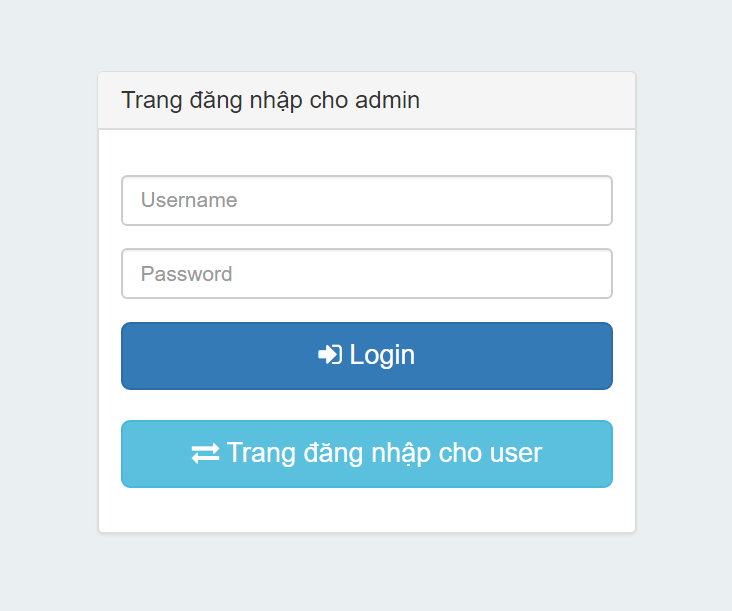 Trang đăng nhập cho admin
Username
Password
Login
Trang đăng nhập cho user